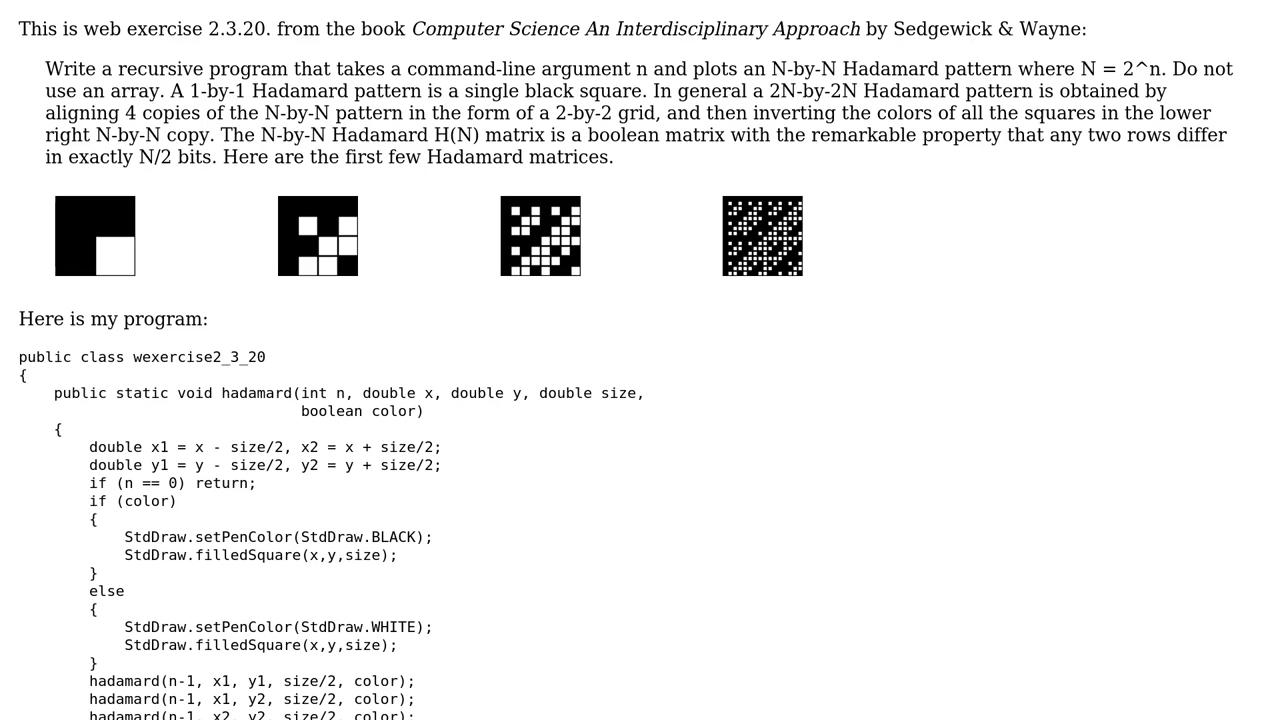 This is web exercise 2.3.20. from the book Computer Science An Interdisciplinary Approach by Sedgewick & Wayne:
Write a recursive program that takes a command-line argument n and plots an N-by-N Hadamard pattern where N = 2^n. Do not
use an array. A 1-by-1 Hadamard pattern is a single black square. In general a 2N-by-2N Hadamard pattern is obtained by
aligning 4 copies of the N-by-N pattern in the form of a 2-by-2 grid, and then inverting the colors of all the squares in the lower
right N-by-N copy. The N-by-N Hadamard H(N) matrix is a boolean matrix with the remarkable property that any two rows differ
in exactly N/2 bits. Here are the first few Hadamard matrices.
Here is my program:
public class wexercise2_3_20
{
    public static void hadamard(int n, double x, double y, double size,
                                boolean color)
    {
        double x1 = x - size/2, x2 = x + size/2;
        double y1 = y - size/2, y2 = y + size/2;
        if (n == 0) return;
        if (color)
        {
            StdDraw.setPenColor(StdDraw.BLACK);
            StdDraw.filledSquare(x,y,size);
        }
        else
        {
            StdDraw.setPenColor(StdDraw.WHITE);
            StdDraw.filledSquare(x,y,size);
        }
        hadamard(n-1, x1, y1, size/2, color);
        hadamard(n-1, x1, y2, size/2, color);
        hadamard(n-1, x2, y2, size/2, color);